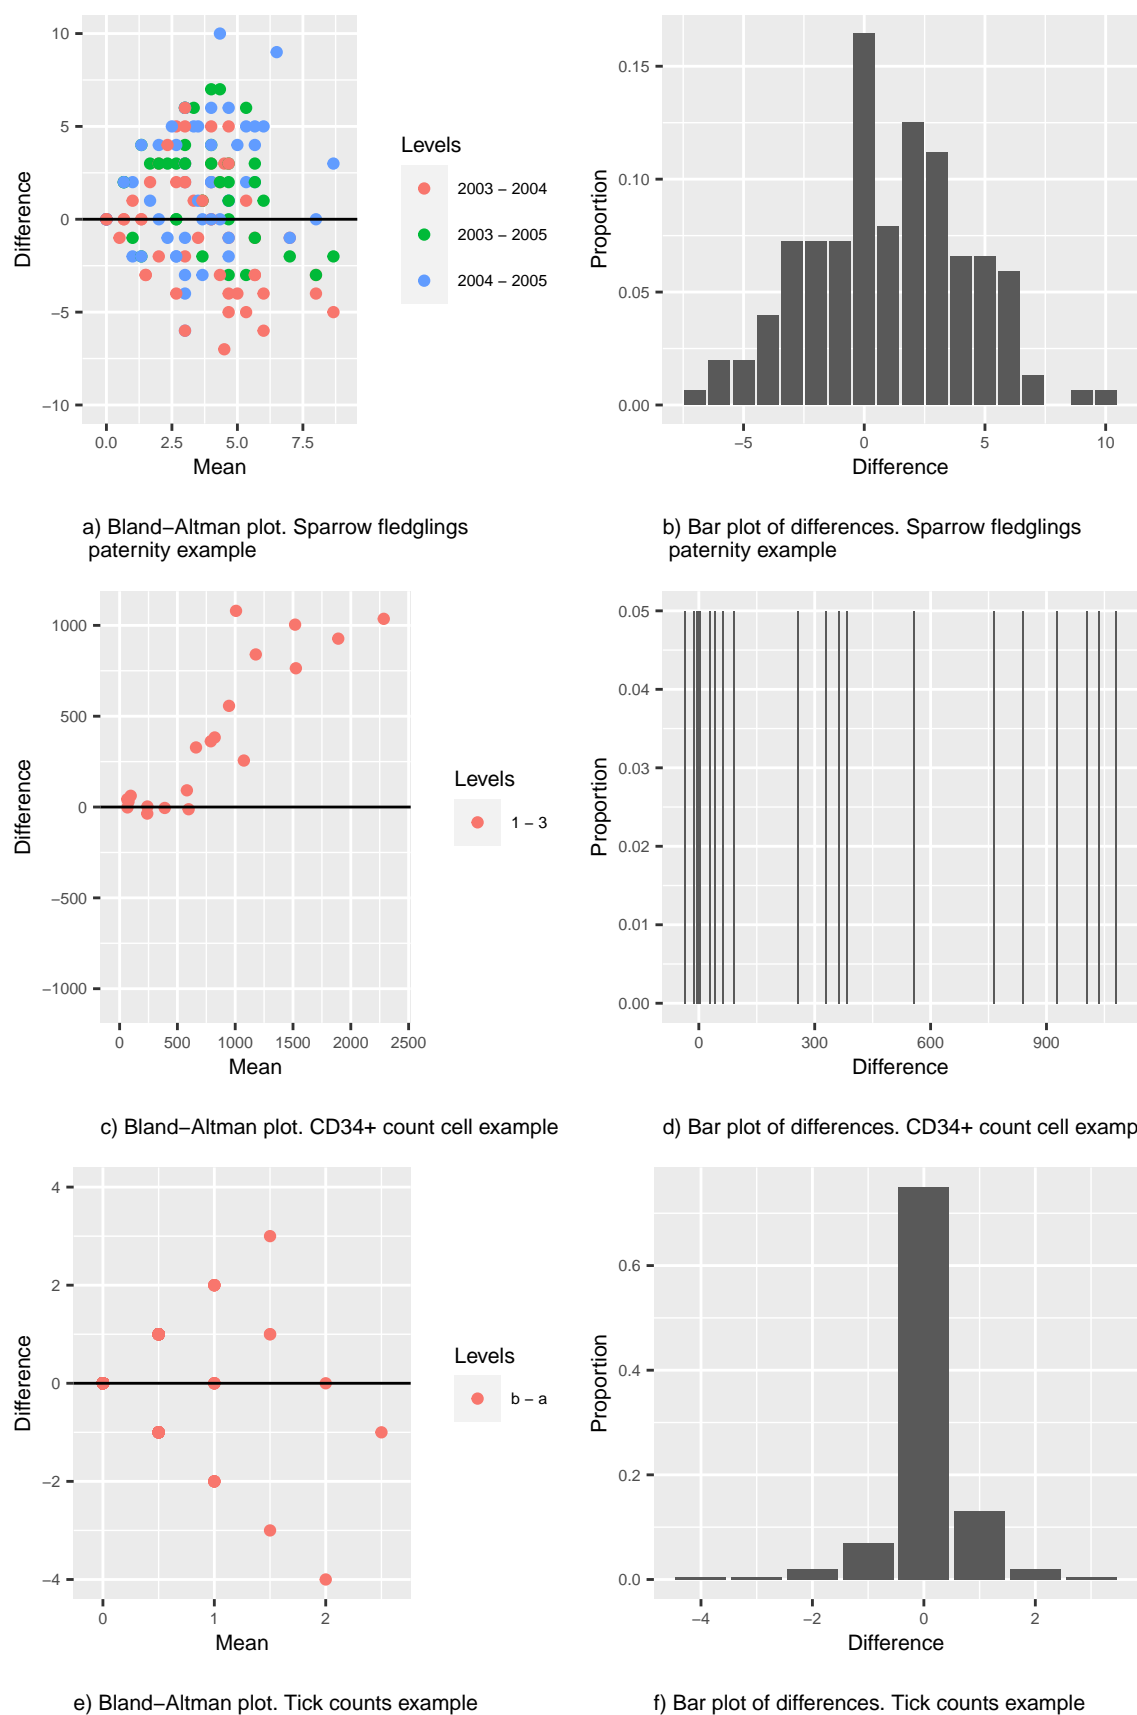 10
5
0
−5
−10
Difference
0.0
2.5
5.0
7.5
Mean
Levels
2003 − 2004
2003 − 2005
2004 − 2005
a) Bland−Altman plot. Sparrow fledglings
paternity example
0.15
0.10
0.05
0.00
Proportion
−5
0
5
10
Difference
b) Bar plot of differences. Sparrow fledglings
paternity example
1000
500
0
−500
−1000
Difference
0
500
1000
1500
2000
2500
Mean
Levels
1 − 3
c) Bland−Altman plot. CD34+ count cell example
0.05
0.04
0.03
0.02
0.01
0.00
Proportion
0
300
600
900
Difference
d) Bar plot of differences. CD34+ count cell examp
4
2
0
−2
−4
Difference
0
1
2
Mean
Levels
b − a
e) Bland−Altman plot. Tick counts example
0.6
0.4
0.2
0.0
Proportion
−4
−2
0
2
Difference
f) Bar plot of differences. Tick counts example